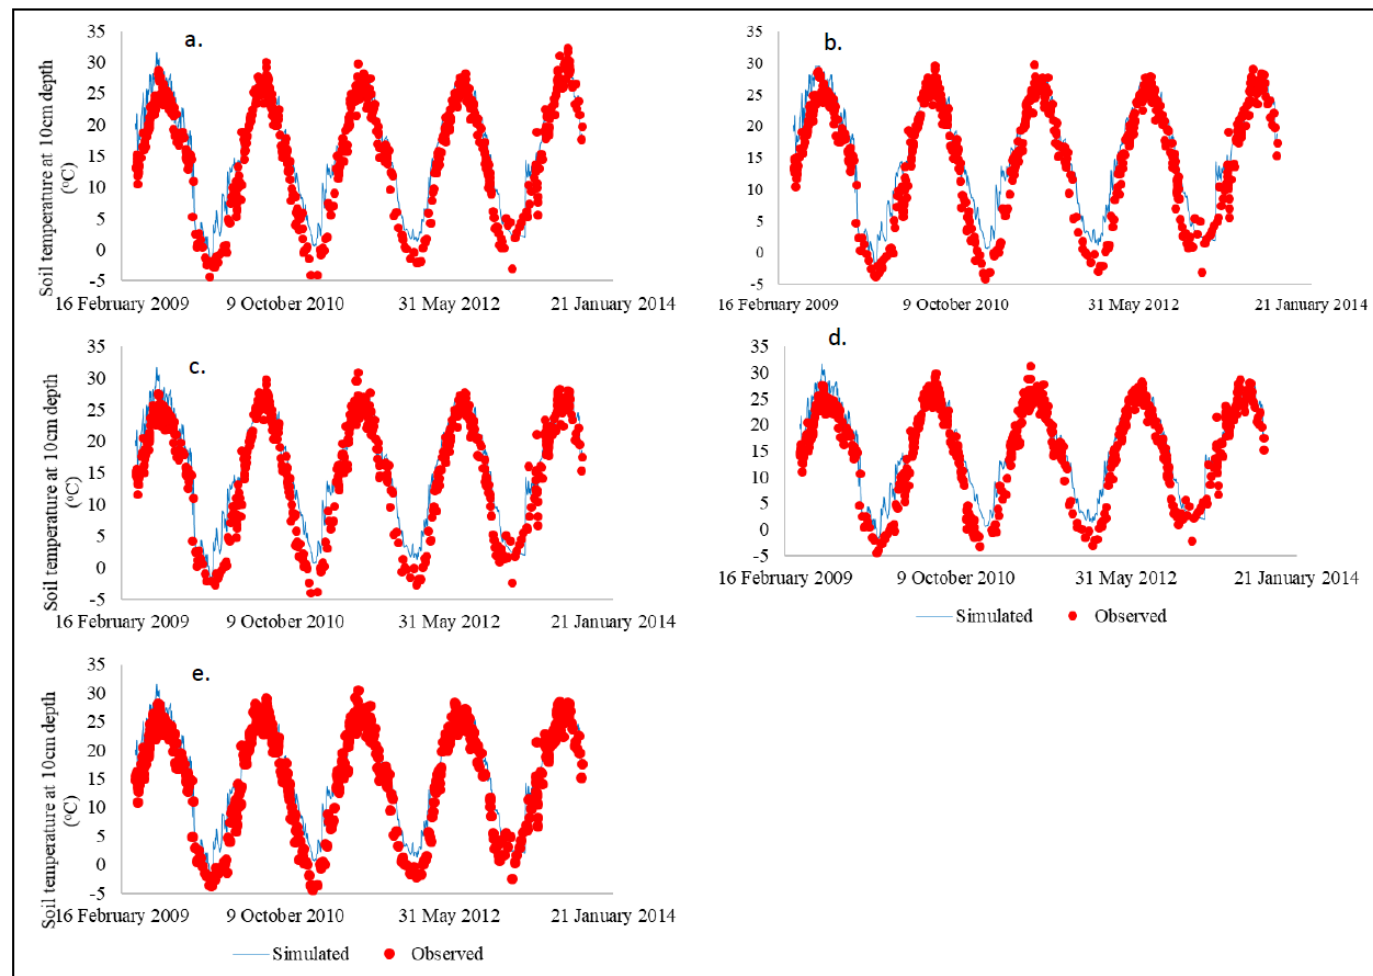 a.
35
30
25
20
15
10
5
0
-5
Soil temperature at 10cm depth
(°C)
16 February 2009 9 October 2010 31 May 2012 21 January 2014
b.
35
30
25
20
15
10
5
0
-5
16 February 2009 9 October 2010 31 May 2012 21 January 2014
c.
35
30
25
20
15
10
5
0
-5
Soil temperature at 10cm depth
(°C)
16 February 2009 9 October 2010 31 May 2012 21 January 2014
d.
35
30
25
20
15
10
5
0
-5
16 February 2009 9 October 2010 31 May 2012 21 January 2014
Simulated Observed
e.
35
30
25
20
15
10
5
0
-5
Soil temperature at 10cm depth
(°C)
16 February 2009 9 October 2010 31 May 2012 21 January 2014
Simulated Observed